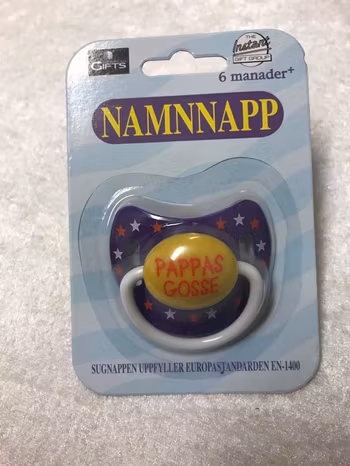 GIFTS
THE
Instant
GIFT GROUP
6 manader+
NAMNNAPP
PAPPAS
GOSSE
SUGNAPPEN UPPFYLLER EUROPASTANDARDEN EN-1400